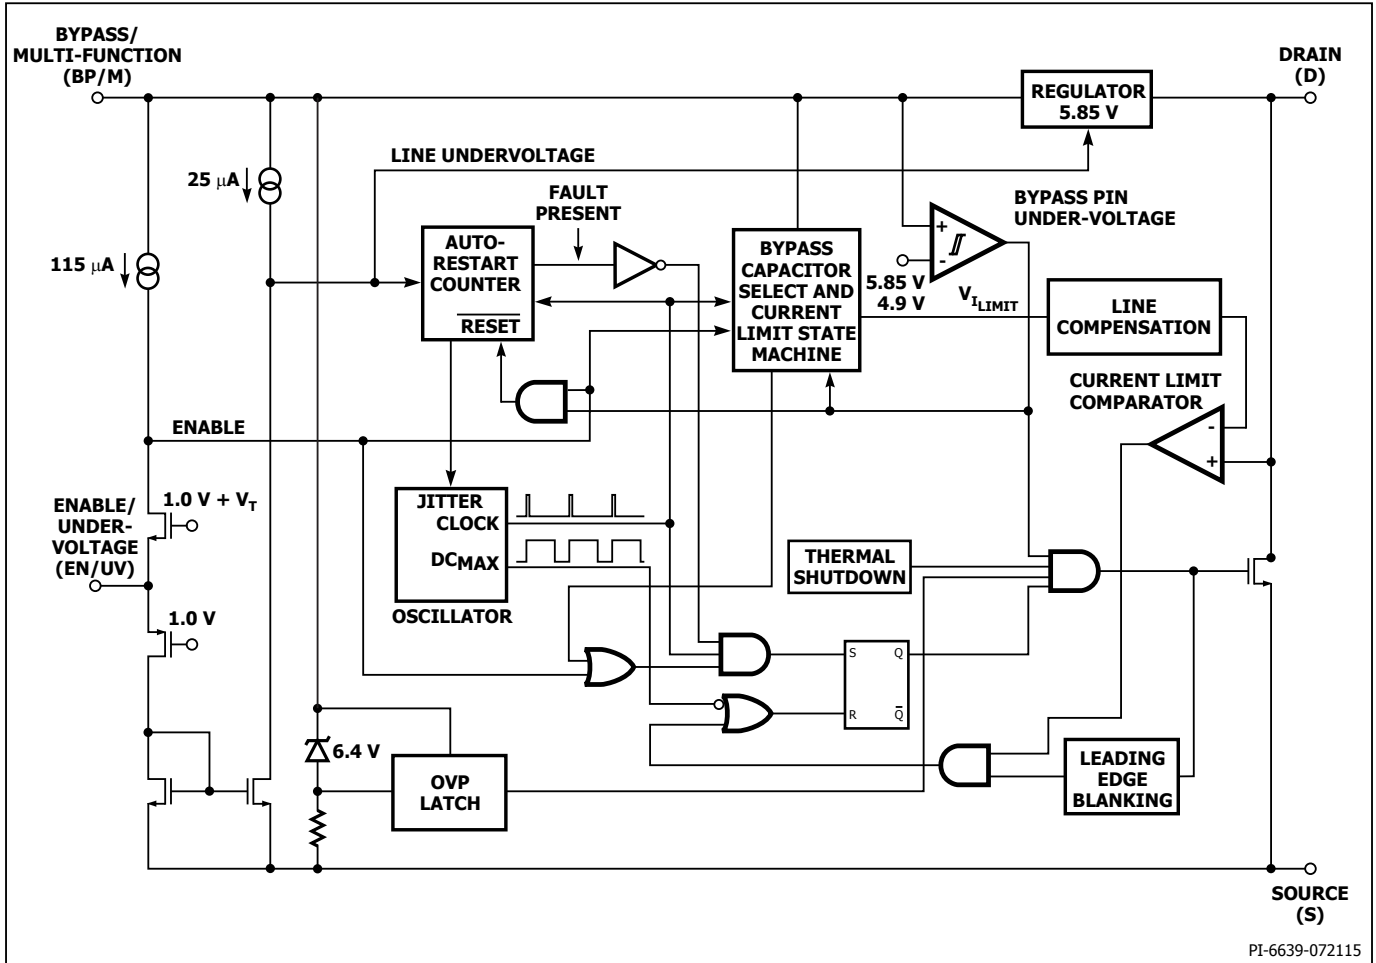 BYPASS/
MULTI-FUNCTION
(BP/M)
DRAIN
(D)
REGULATOR
5.85 V
LINE UNDERVOLTAGE
25 μA
FAULT
PRESENT
BYPASS PIN
UNDER-VOLTAGE
115 μA
AUTO-
RESTART
COUNTER
RESET
BYPASS
CAPACITOR
SELECT AND
CURRENT
LIMIT STATE
MACHINE
+
-
5.85 V
4.9 V
VILIMIT
LINE
COMPENSATION
CURRENT LIMIT
COMPARATOR
-
+
ENABLE
1.0 V + VT
ENABLE/
UNDER-
VOLTAGE
(EN/UV)
JITTER
CLOCK
DCMAX
OSCILLATOR
THERMAL
SHUTDOWN
1.0 V
S Q
R Q̅
6.4 V
OVP
LATCH
LEADING
EDGE
BLANKING
SOURCE
(S)
PI-6639-072115